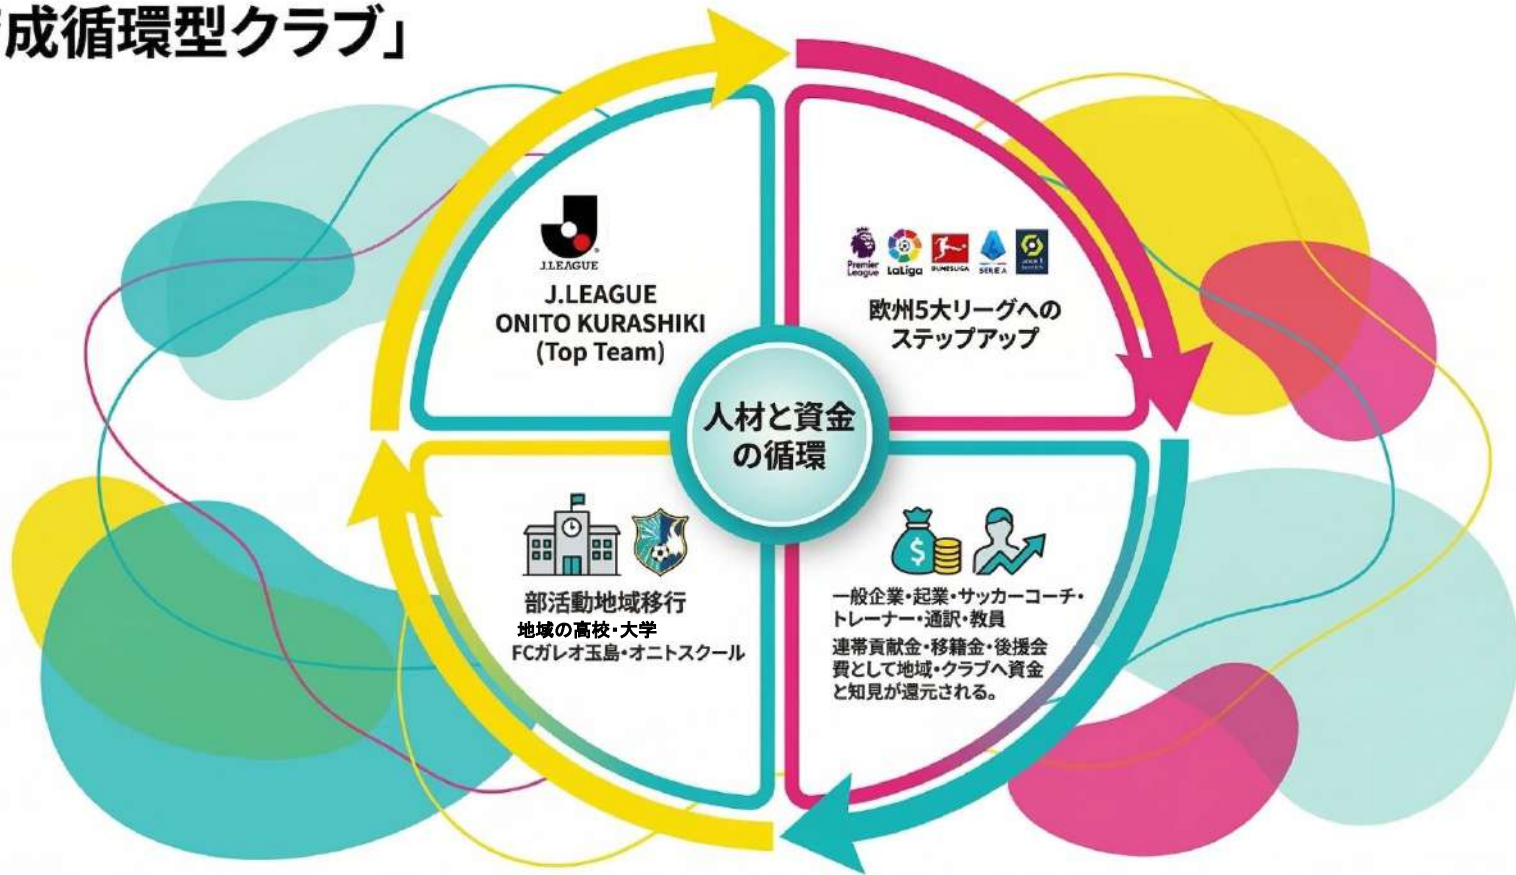 成循環型クラブ」
J.LEAGUE
J.LEAGUE
ONITO KURASHIKI
(Top Team)
Premier
League
LaLiga
BUNDESLIGA
SERIE A
欧州5大リーグへの
ステップアップ
人材と資金
の循環
部活動地域移行
地域の高校・大学
FCガレオ玉島・オニトスクール
$
一般企業・起業・サッカーコーチ・
トレーナー・通訳・教員
連帯貢献金・移籍金・後援会
費として地域・クラブへ資金
と知見が還元される。